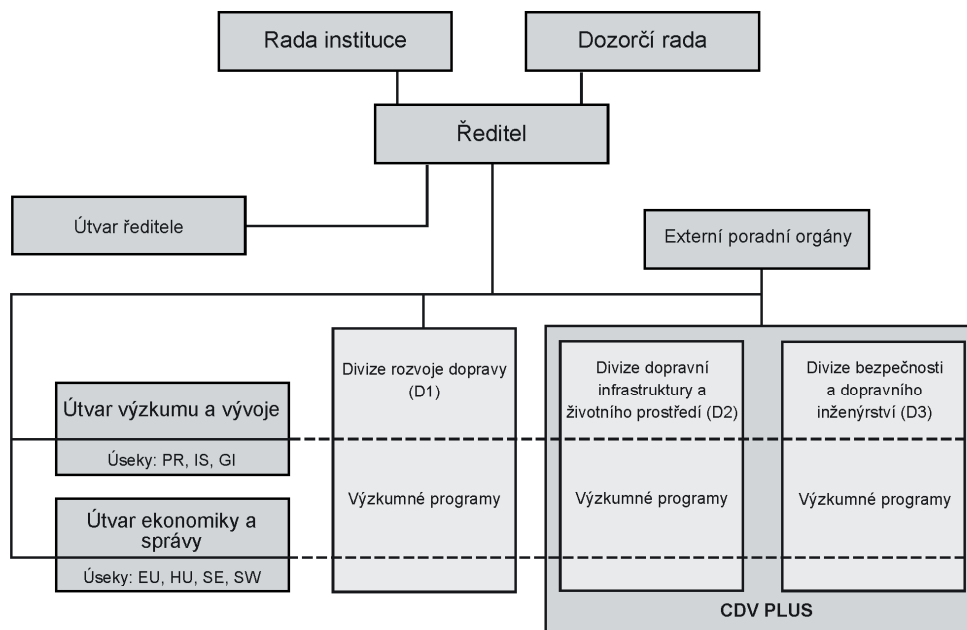 Rada instituce
Dozorčí rada
Ředitel
Útvar ředitele
Externí poradní orgány
Divize rozvoje dopravy
(D1)
Divize dopravní
infrastruktury a
životního prostředí (D2)
Divize bezpečnosti
a dopravního
inženýrství (D3)
Útvar výzkumu a vývoje
Úseky: PR, IS, GI
Výzkumné programy
Výzkumné programy
Výzkumné programy
Útvar ekonomiky a
správy
Úseky: EU, HU, SE, SW
CDV PLUS